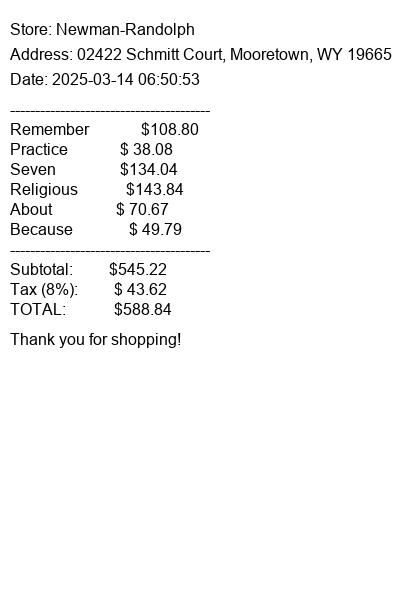 Store: Newman-Randolph
Address: 02422 Schmitt Court, Mooretown, WY 19665
Date: 2025-03-14 06:50:53
----------------------------------------
Remember $108.80
Practice $ 38.08
Seven $134.04
Religious $143.84
About $ 70.67
Because $ 49.79
----------------------------------------
Subtotal: $545.22
Tax (8%): $ 43.62
TOTAL: $588.84
Thank you for shopping!